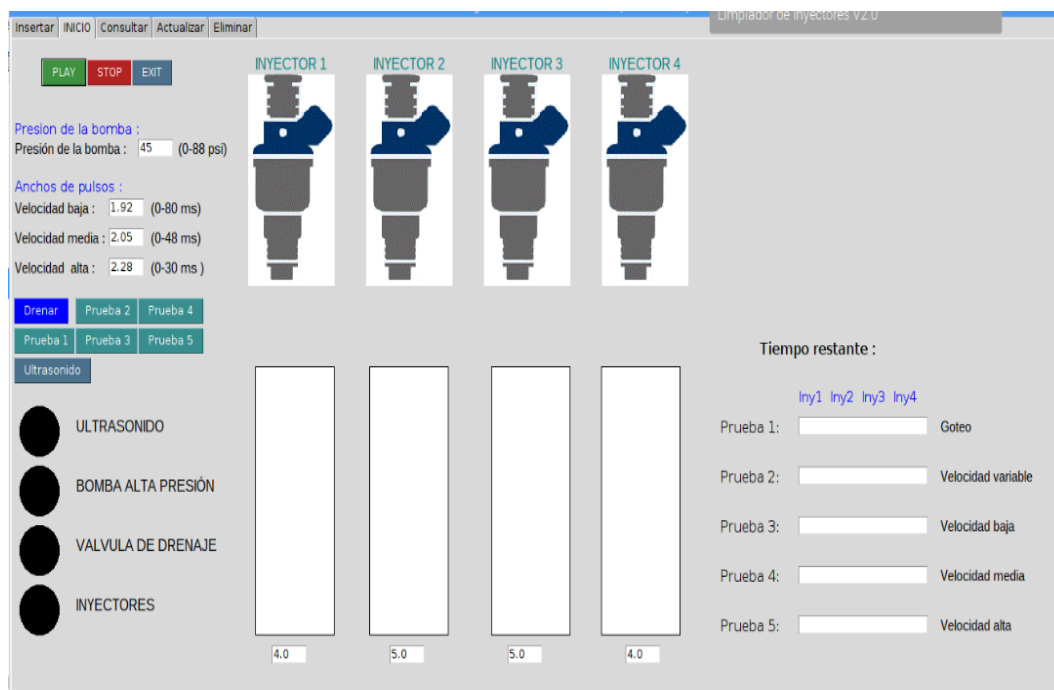 Limpiador de Inyectores V2.0
Insertar INICIO Consultar Actualizar Eliminar
PLAY STOP EXIT
INYECTOR 1 INYECTOR 2 INYECTOR 3 INYECTOR 4
Presion de la bomba :
Presión de la bomba : 45 (0-88 psi)
Anchos de pulsos :
Velocidad baja : 1.92 (0-80 ms)
Velocidad media : 2.05 (0-48 ms)
Velocidad alta : 2.28 (0-30 ms )
Drenar Prueba 2 Prueba 4
Prueba 1 Prueba 3 Prueba 5
Ultrasonido
ULTRASONIDO
BOMBA ALTA PRESIÓN
VALVULA DE DRENAJE
INYECTORES
4.0 5.0 5.0 4.0
Tiempo restante :
Iny1 Iny2 Iny3 Iny4
Prueba 1: Goteo
Prueba 2: Velocidad variable
Prueba 3: Velocidad baja
Prueba 4: Velocidad media
Prueba 5: Velocidad alta